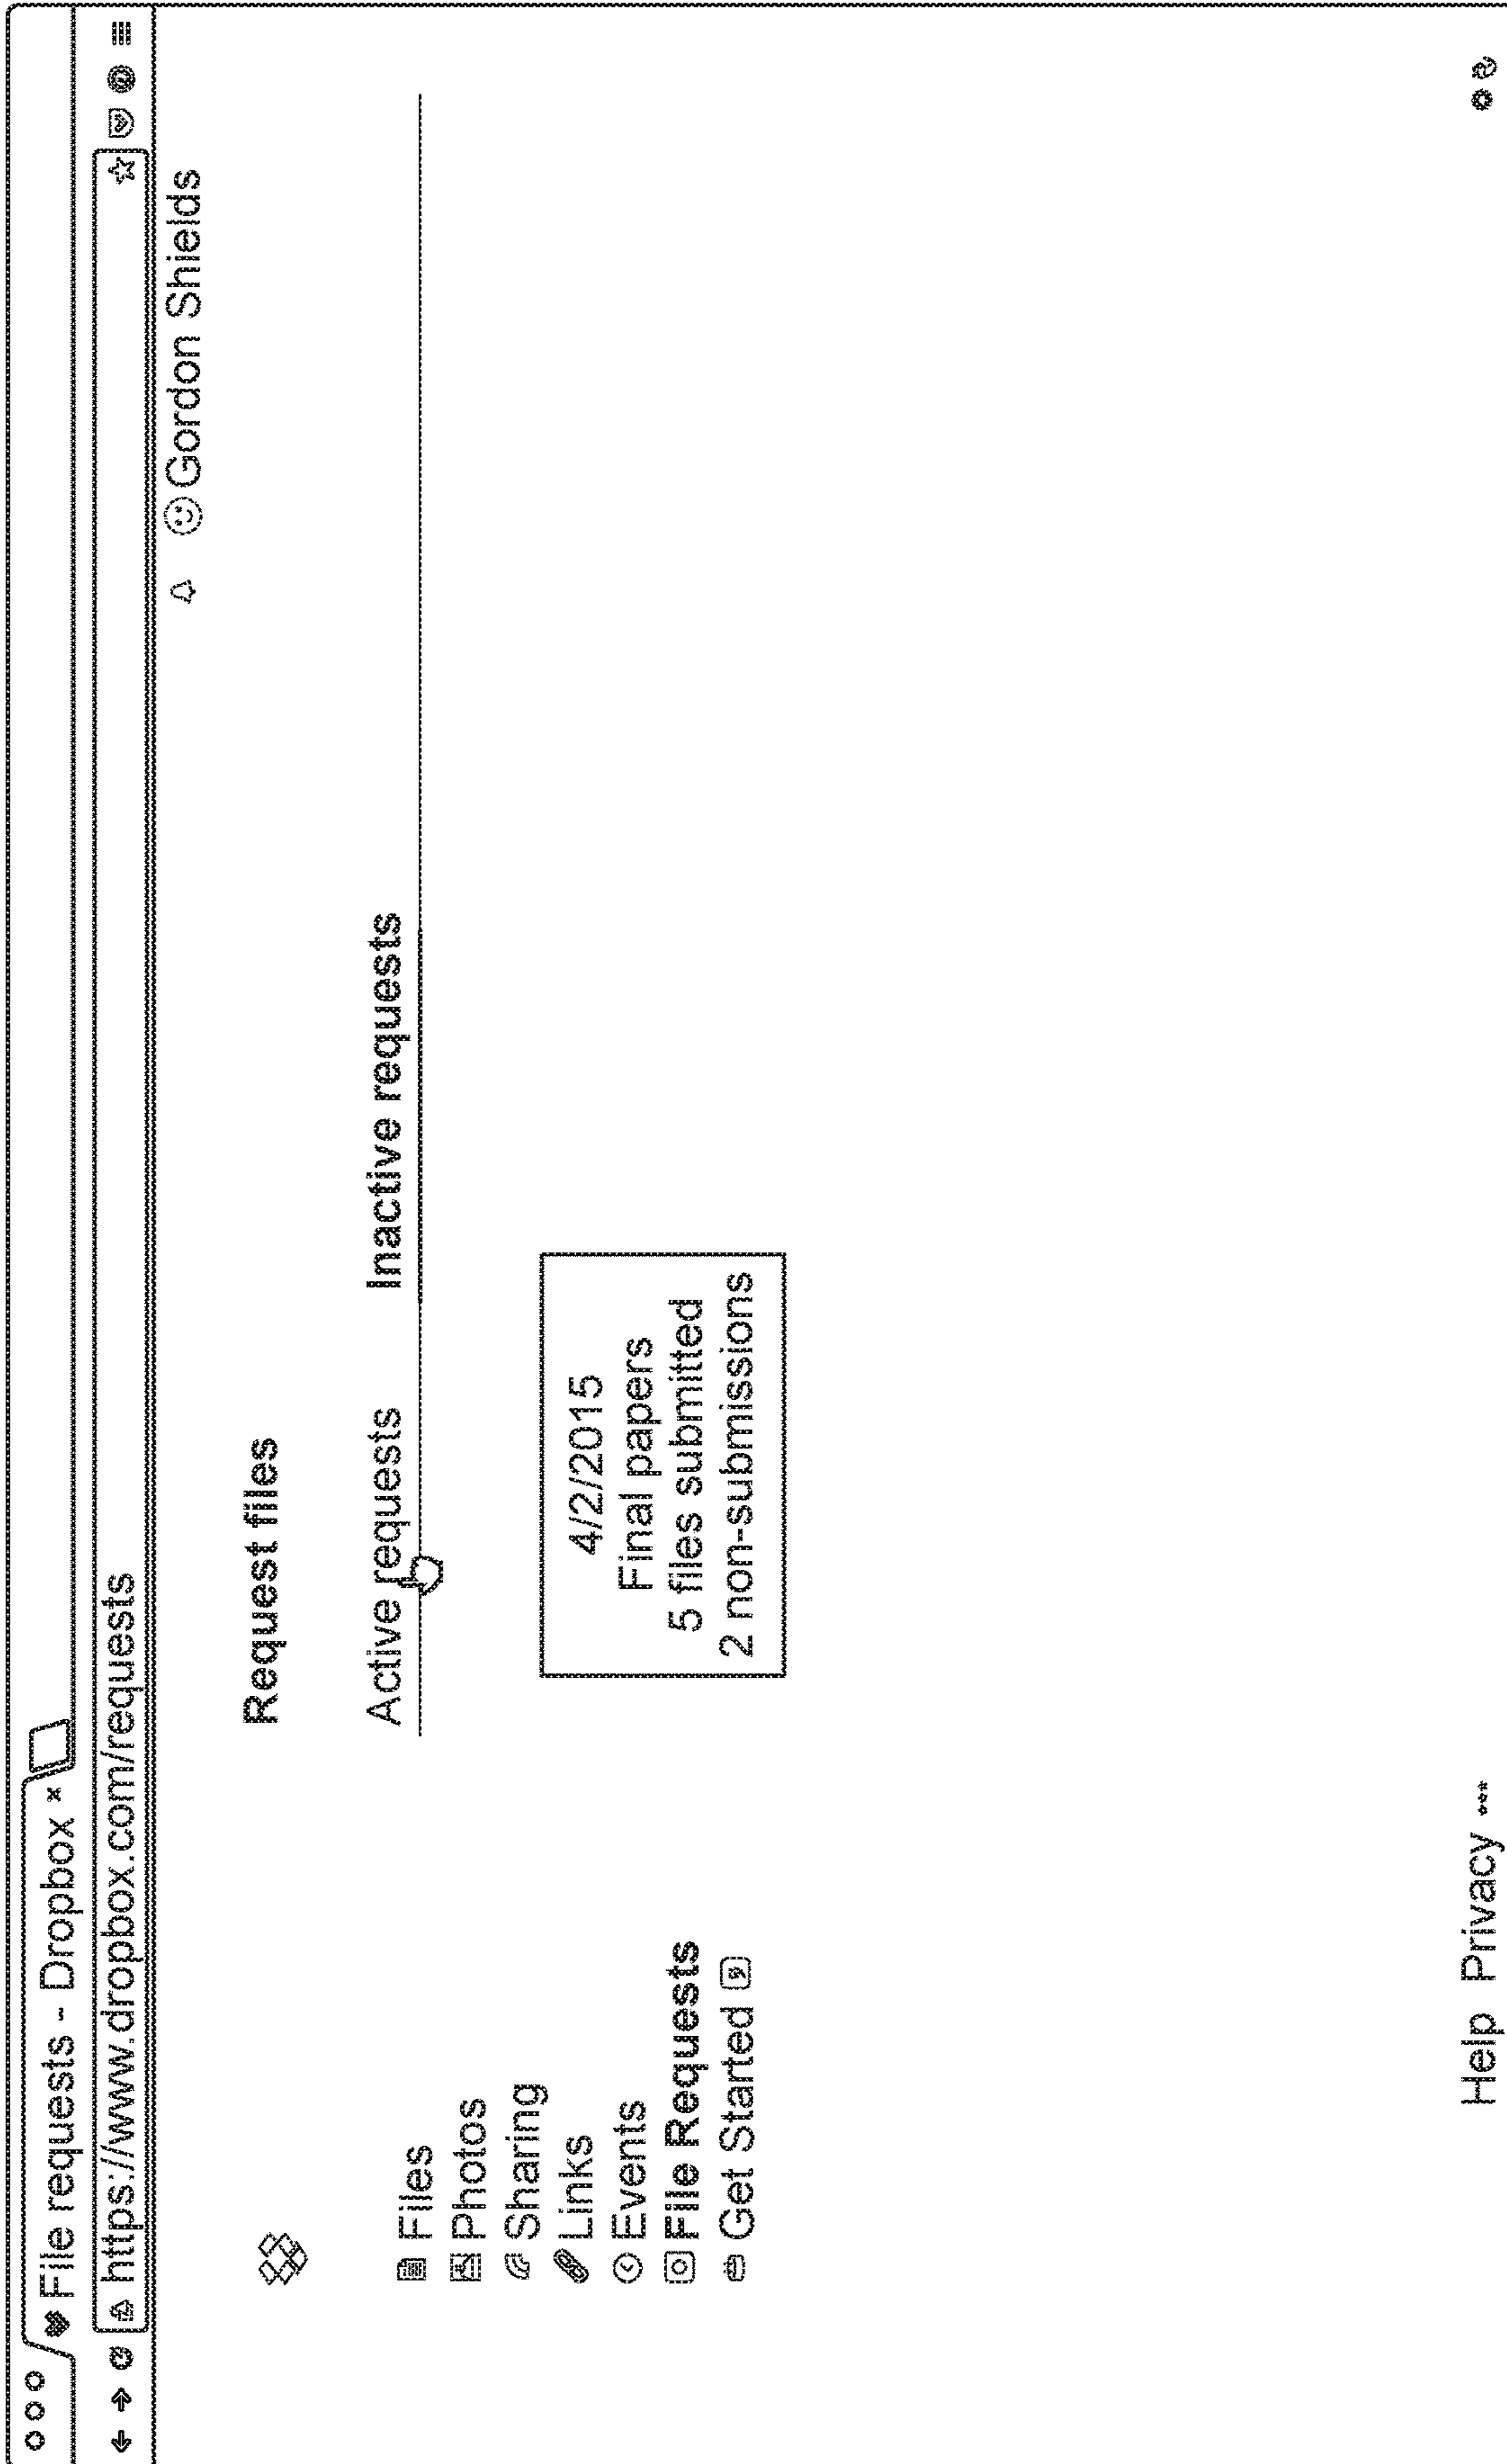 File requests - Dropbox ×
https://www.dropbox.com/requests
Gordon Shields
Request files
Active requests Inactive requests
4/2/2015
Final papers
5 files submitted
2 non-submissions
Files
Photos
Sharing
Links
Events
File Requests
Get Started
Help Privacy